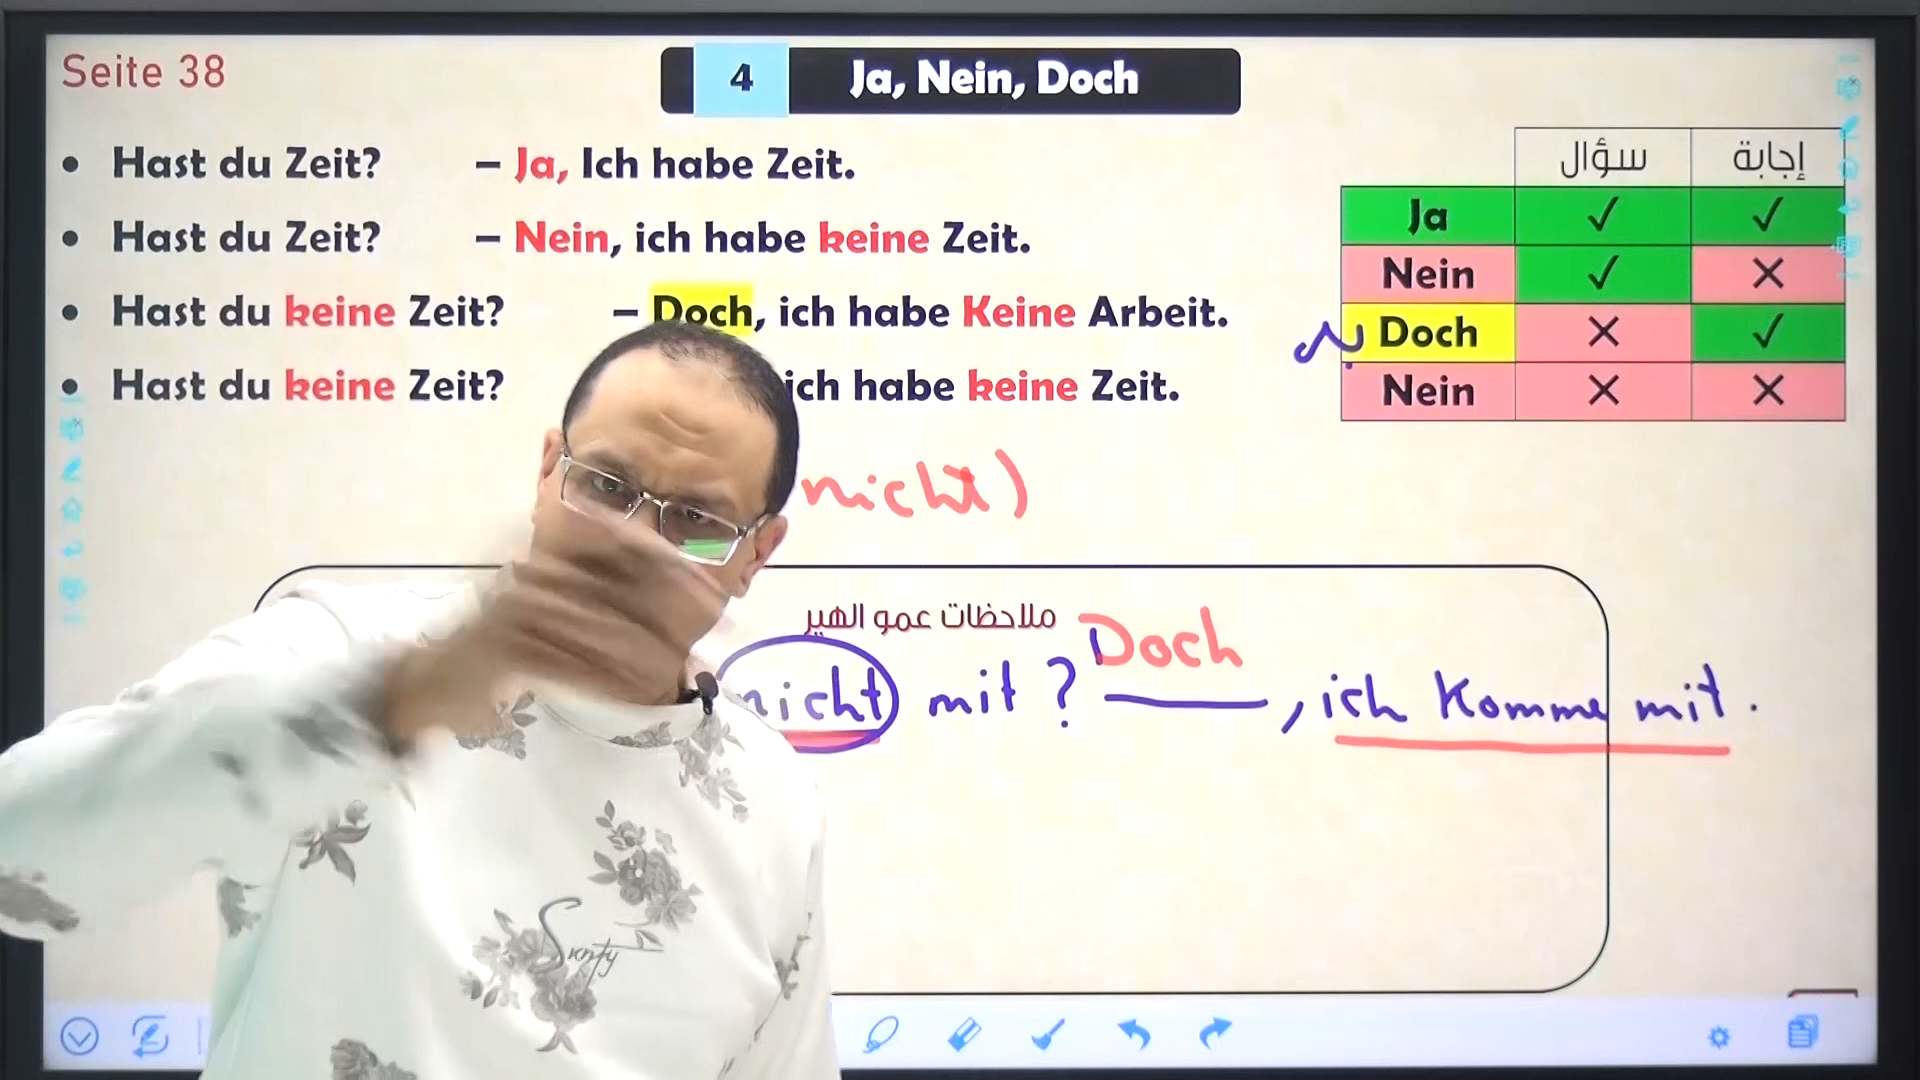 Seite 38
4 Ja, Nein, Doch
• Hast du Zeit? – Ja, Ich habe Zeit.
• Hast du Zeit? – Nein, ich habe keine Zeit.
• Hast du keine Zeit? – Doch, ich habe Keine Arbeit.
• Hast du keine Zeit? ich habe keine Zeit.
سؤال إجابة
Ja ✓ ✓
Nein ✓ ×
Doch × ✓
Nein × ×
nicht)
ملاحظات عمو الهير
Doch
nicht mit ? , ich komme mit.